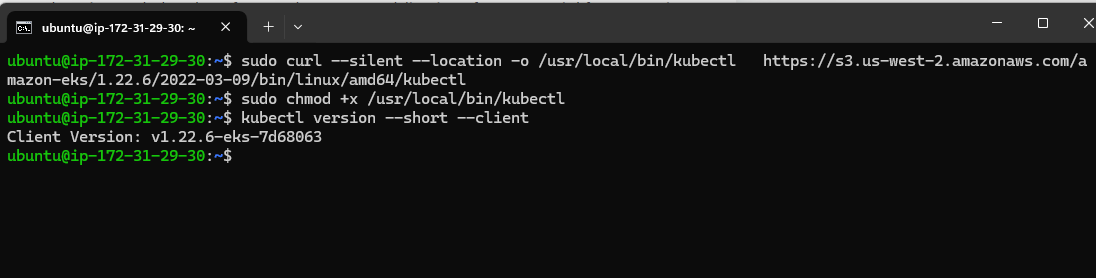 ubuntu@ip-172-31-29-30: ~
ubuntu@ip-172-31-29-30:~$ sudo curl --silent --location -o /usr/local/bin/kubectl   https://s3.us-west-2.amazonaws.com/a
mazon-eks/1.22.6/2022-03-09/bin/linux/amd64/kubectl
ubuntu@ip-172-31-29-30:~$ sudo chmod +x /usr/local/bin/kubectl
ubuntu@ip-172-31-29-30:~$ kubectl version --short --client
Client Version: v1.22.6-eks-7d68063
ubuntu@ip-172-31-29-30:~$